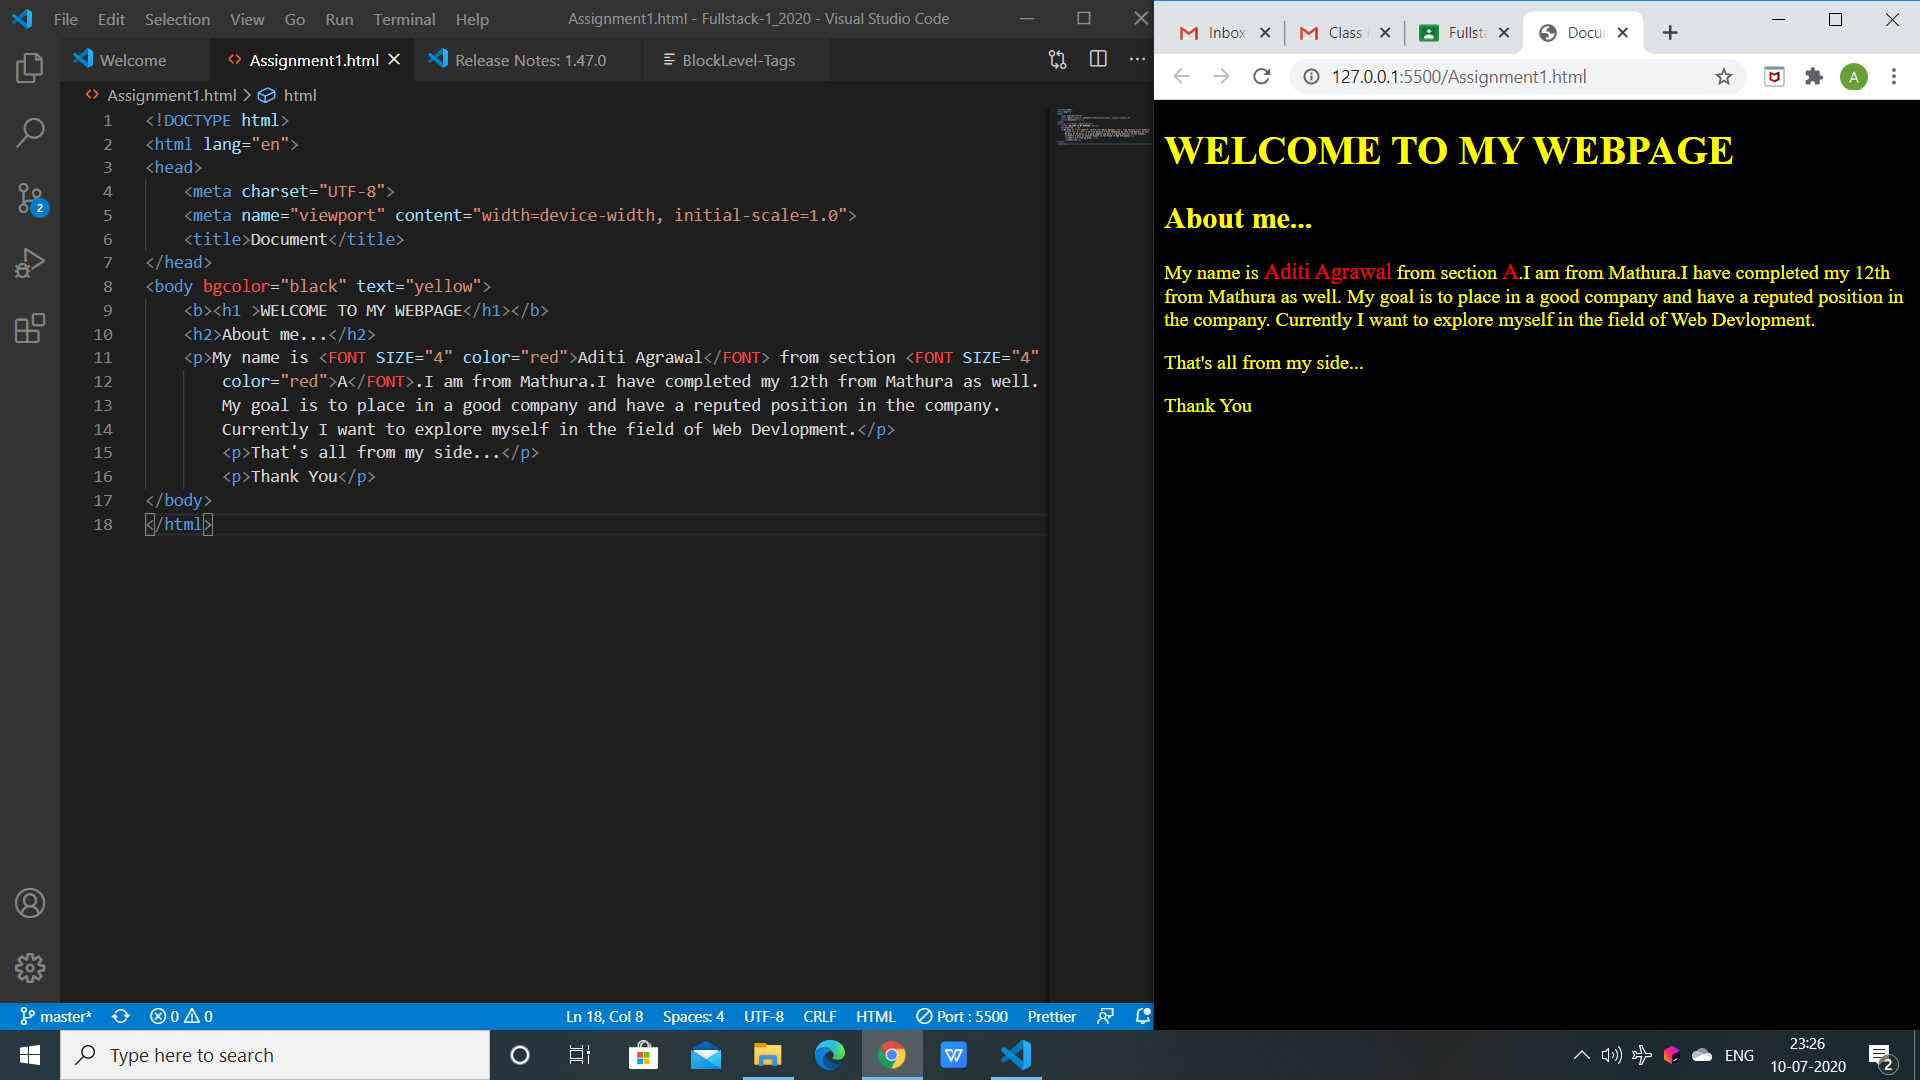 File Edit Selection View Go Run Terminal Help Assignment1.html - Fullstack-1_2020 - Visual Studio Code
Welcome Assignment1.html Release Notes: 1.47.0 BlockLevel-Tags
Assignment1.html > html
1 <!DOCTYPE html>
2 <html lang="en">
3 <head>
4 <meta charset="UTF-8">
5 <meta name="viewport" content="width=device-width, initial-scale=1.0">
6 <title>Document</title>
7 </head>
8 <body bgcolor="black" text="yellow">
9 <b><h1 >WELCOME TO MY WEBPAGE</h1></b>
10 <h2>About me...</h2>
11 <p>My name is <FONT SIZE="4" color="red">Aditi Agrawal</FONT> from section <FONT SIZE="4"
12 color="red">A</FONT>.I am from Mathura.I have completed my 12th from Mathura as well.
13 My goal is to place in a good company and have a reputed position in the company.
14 Currently I want to explore myself in the field of Web Devlopment.</p>
15 <p>That's all from my side...</p>
16 <p>Thank You</p>
17 </body>
18 </html>
2
master* 0 0 Ln 18, Col 8 Spaces: 4 UTF-8 CRLF HTML Port : 5500 Prettier
Inbox Class Fullsta Docum
127.0.0.1:5500/Assignment1.html A
WELCOME TO MY WEBPAGE
About me...
My name is Aditi Agrawal from section A.I am from Mathura.I have completed my 12th
from Mathura as well. My goal is to place in a good company and have a reputed position in
the company. Currently I want to explore myself in the field of Web Devlopment.
That's all from my side...
Thank You
Type here to search W ENG 23:26
10-07-2020 2